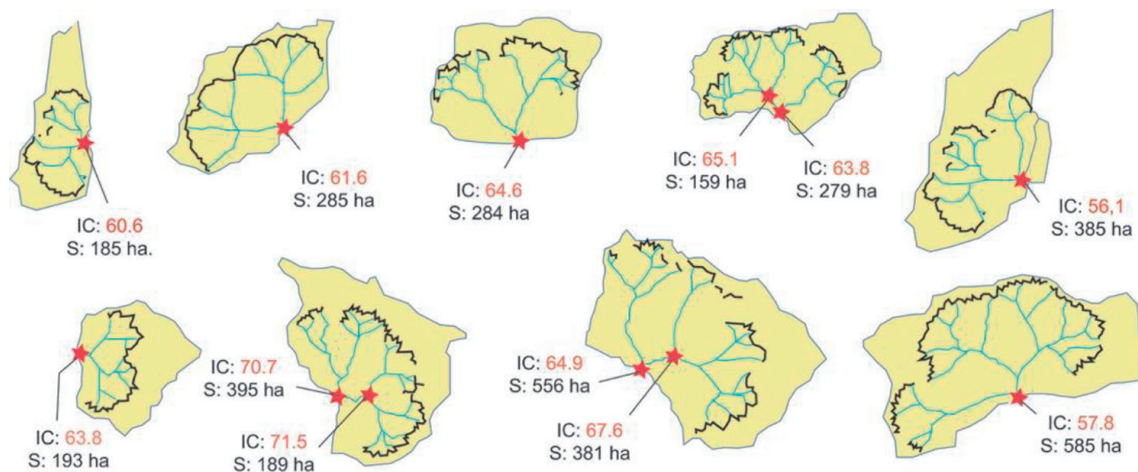 IC: 60.6
S: 185 ha.
IC: 61.6
S: 285 ha
IC: 64.6
S: 284 ha
IC: 65.1
S: 159 ha
IC: 63.8
S: 279 ha
IC: 56,1
S: 385 ha
IC: 63.8
S: 193 ha
IC: 70.7
S: 395 ha
IC: 71.5
S: 189 ha
IC: 64.9
S: 556 ha
IC: 67.6
S: 381 ha
IC: 57.8
S: 585 ha